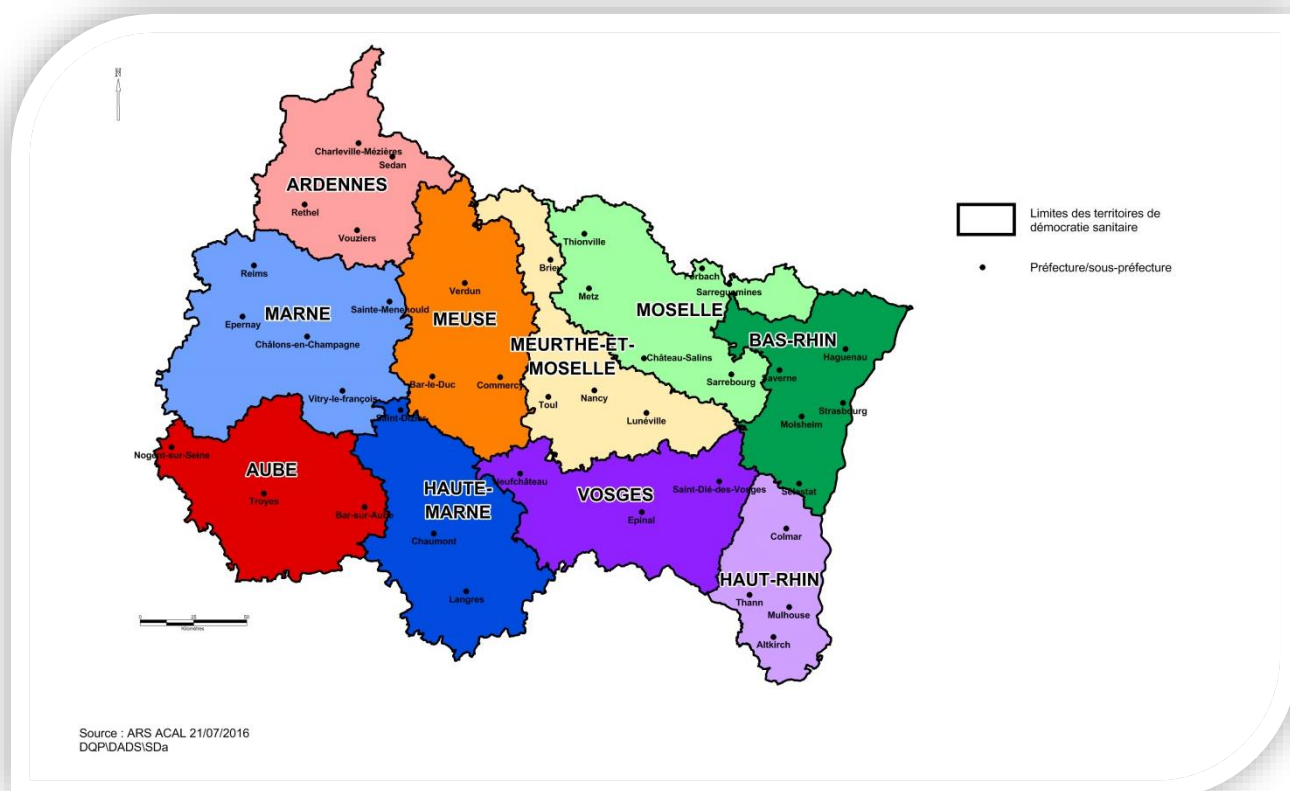 Charleville-Mézières
Sedan
ARDENNES
Rethel
Vouziers
Reims
Sainte-Menehould
MARNE
Epernay
Châlons-en-Champagne
Vitry-le-françois
Verdun
MEUSE
Bar-le-Duc
Commercy
Briey
MEURTHE-ET-
MOSELLE
Toul
Nancy
Lunéville
Thionville
Metz
Forbach
Sarreguemines
MOSELLE
Château-Salins
Sarrebourg
BAS-RHIN
Haguenau
Saverne
Strasbourg
Molsheim
Sélestat
Nogent-sur-Seine
AUBE
Troyes
Bar-sur-Aube
Saint-Dizier
HAUTE-
MARNE
Chaumont
Langres
Neufchâteau
VOSGES
Saint-Dié-des-Vosges
Epinal
Colmar
HAUT-RHIN
Thann
Mulhouse
Altkirch
Limites des territoires de
démocratie sanitaire
Préfecture/sous-préfecture
Kilomètres
Source : ARS ACAL 21/07/2016
DQP\DADS\SDa